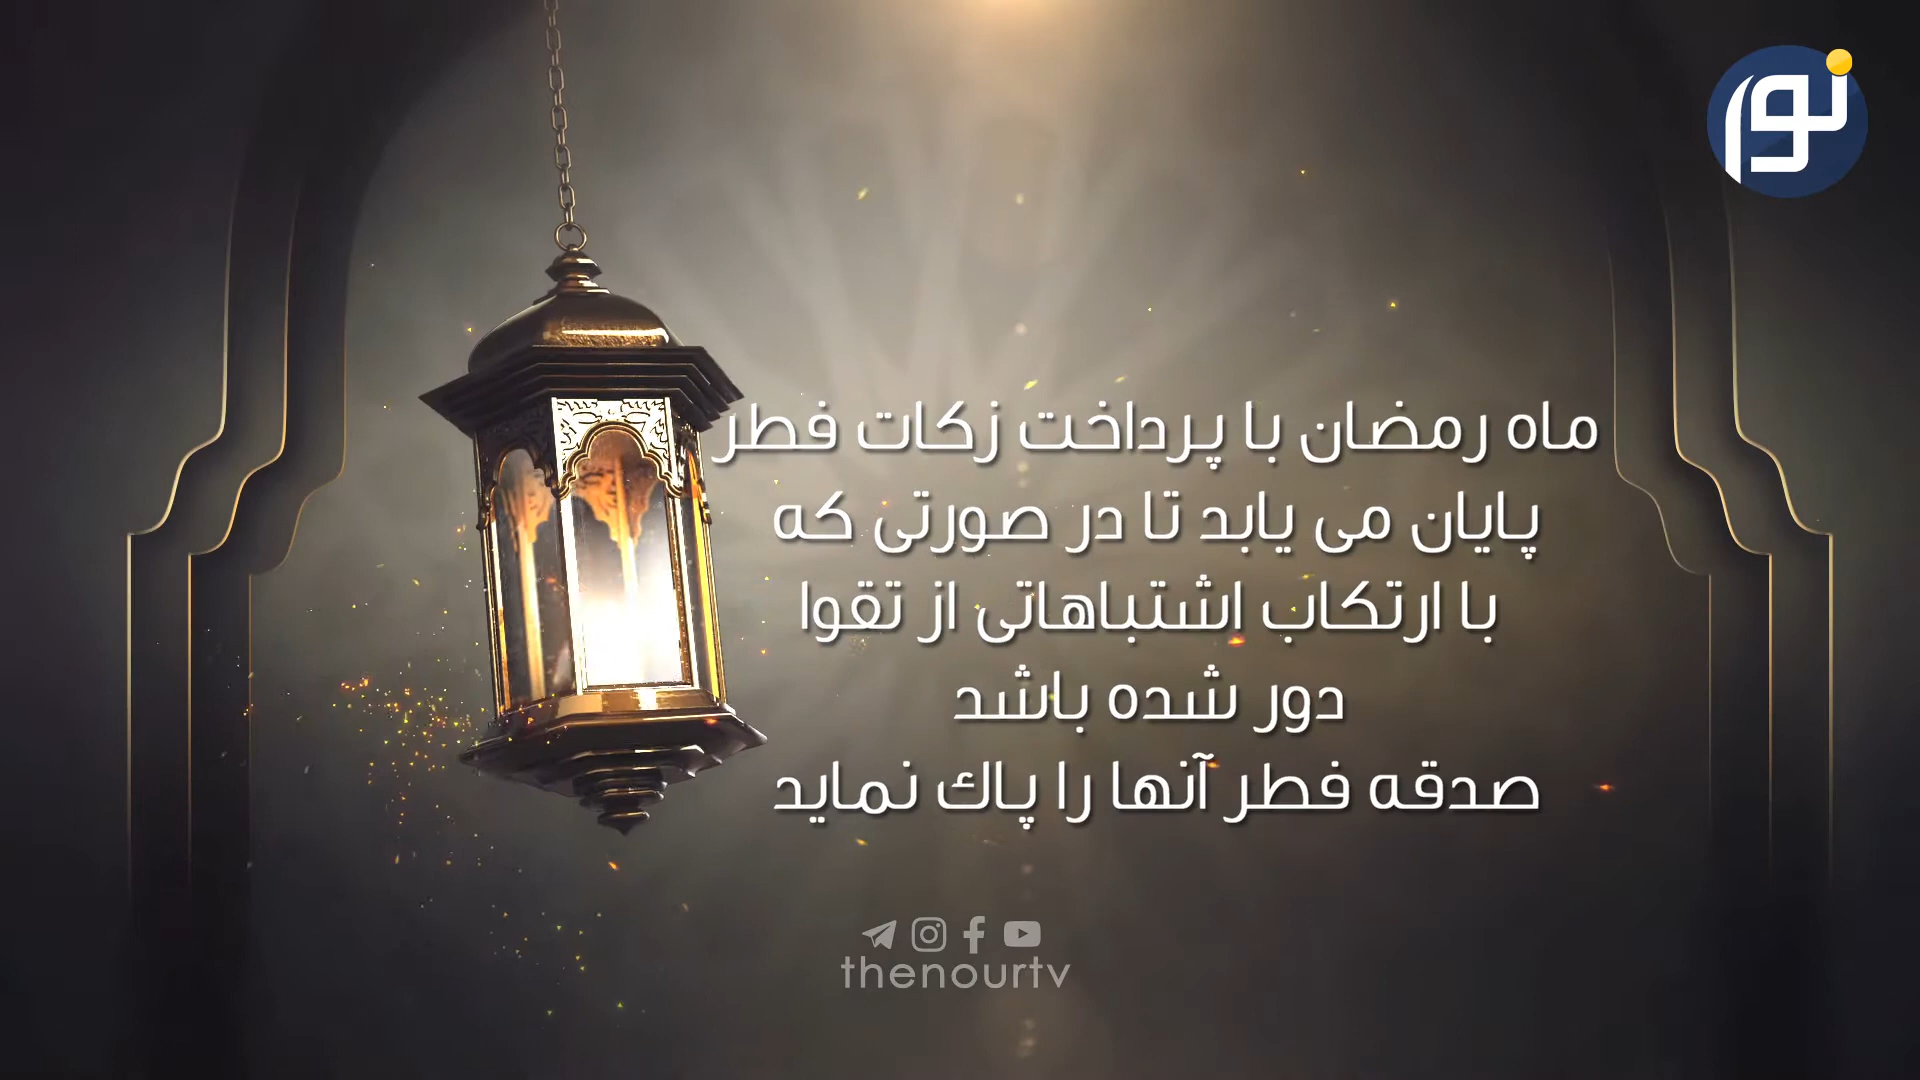 نور
ماه رمضان با پرداخت زکات فطر
پایان می یابد تا در صورتی که
با ارتکاب اشتباهاتی از تقوا
دور شده باشد
صدقه فطر آنها را پاك نماید
thenourtv